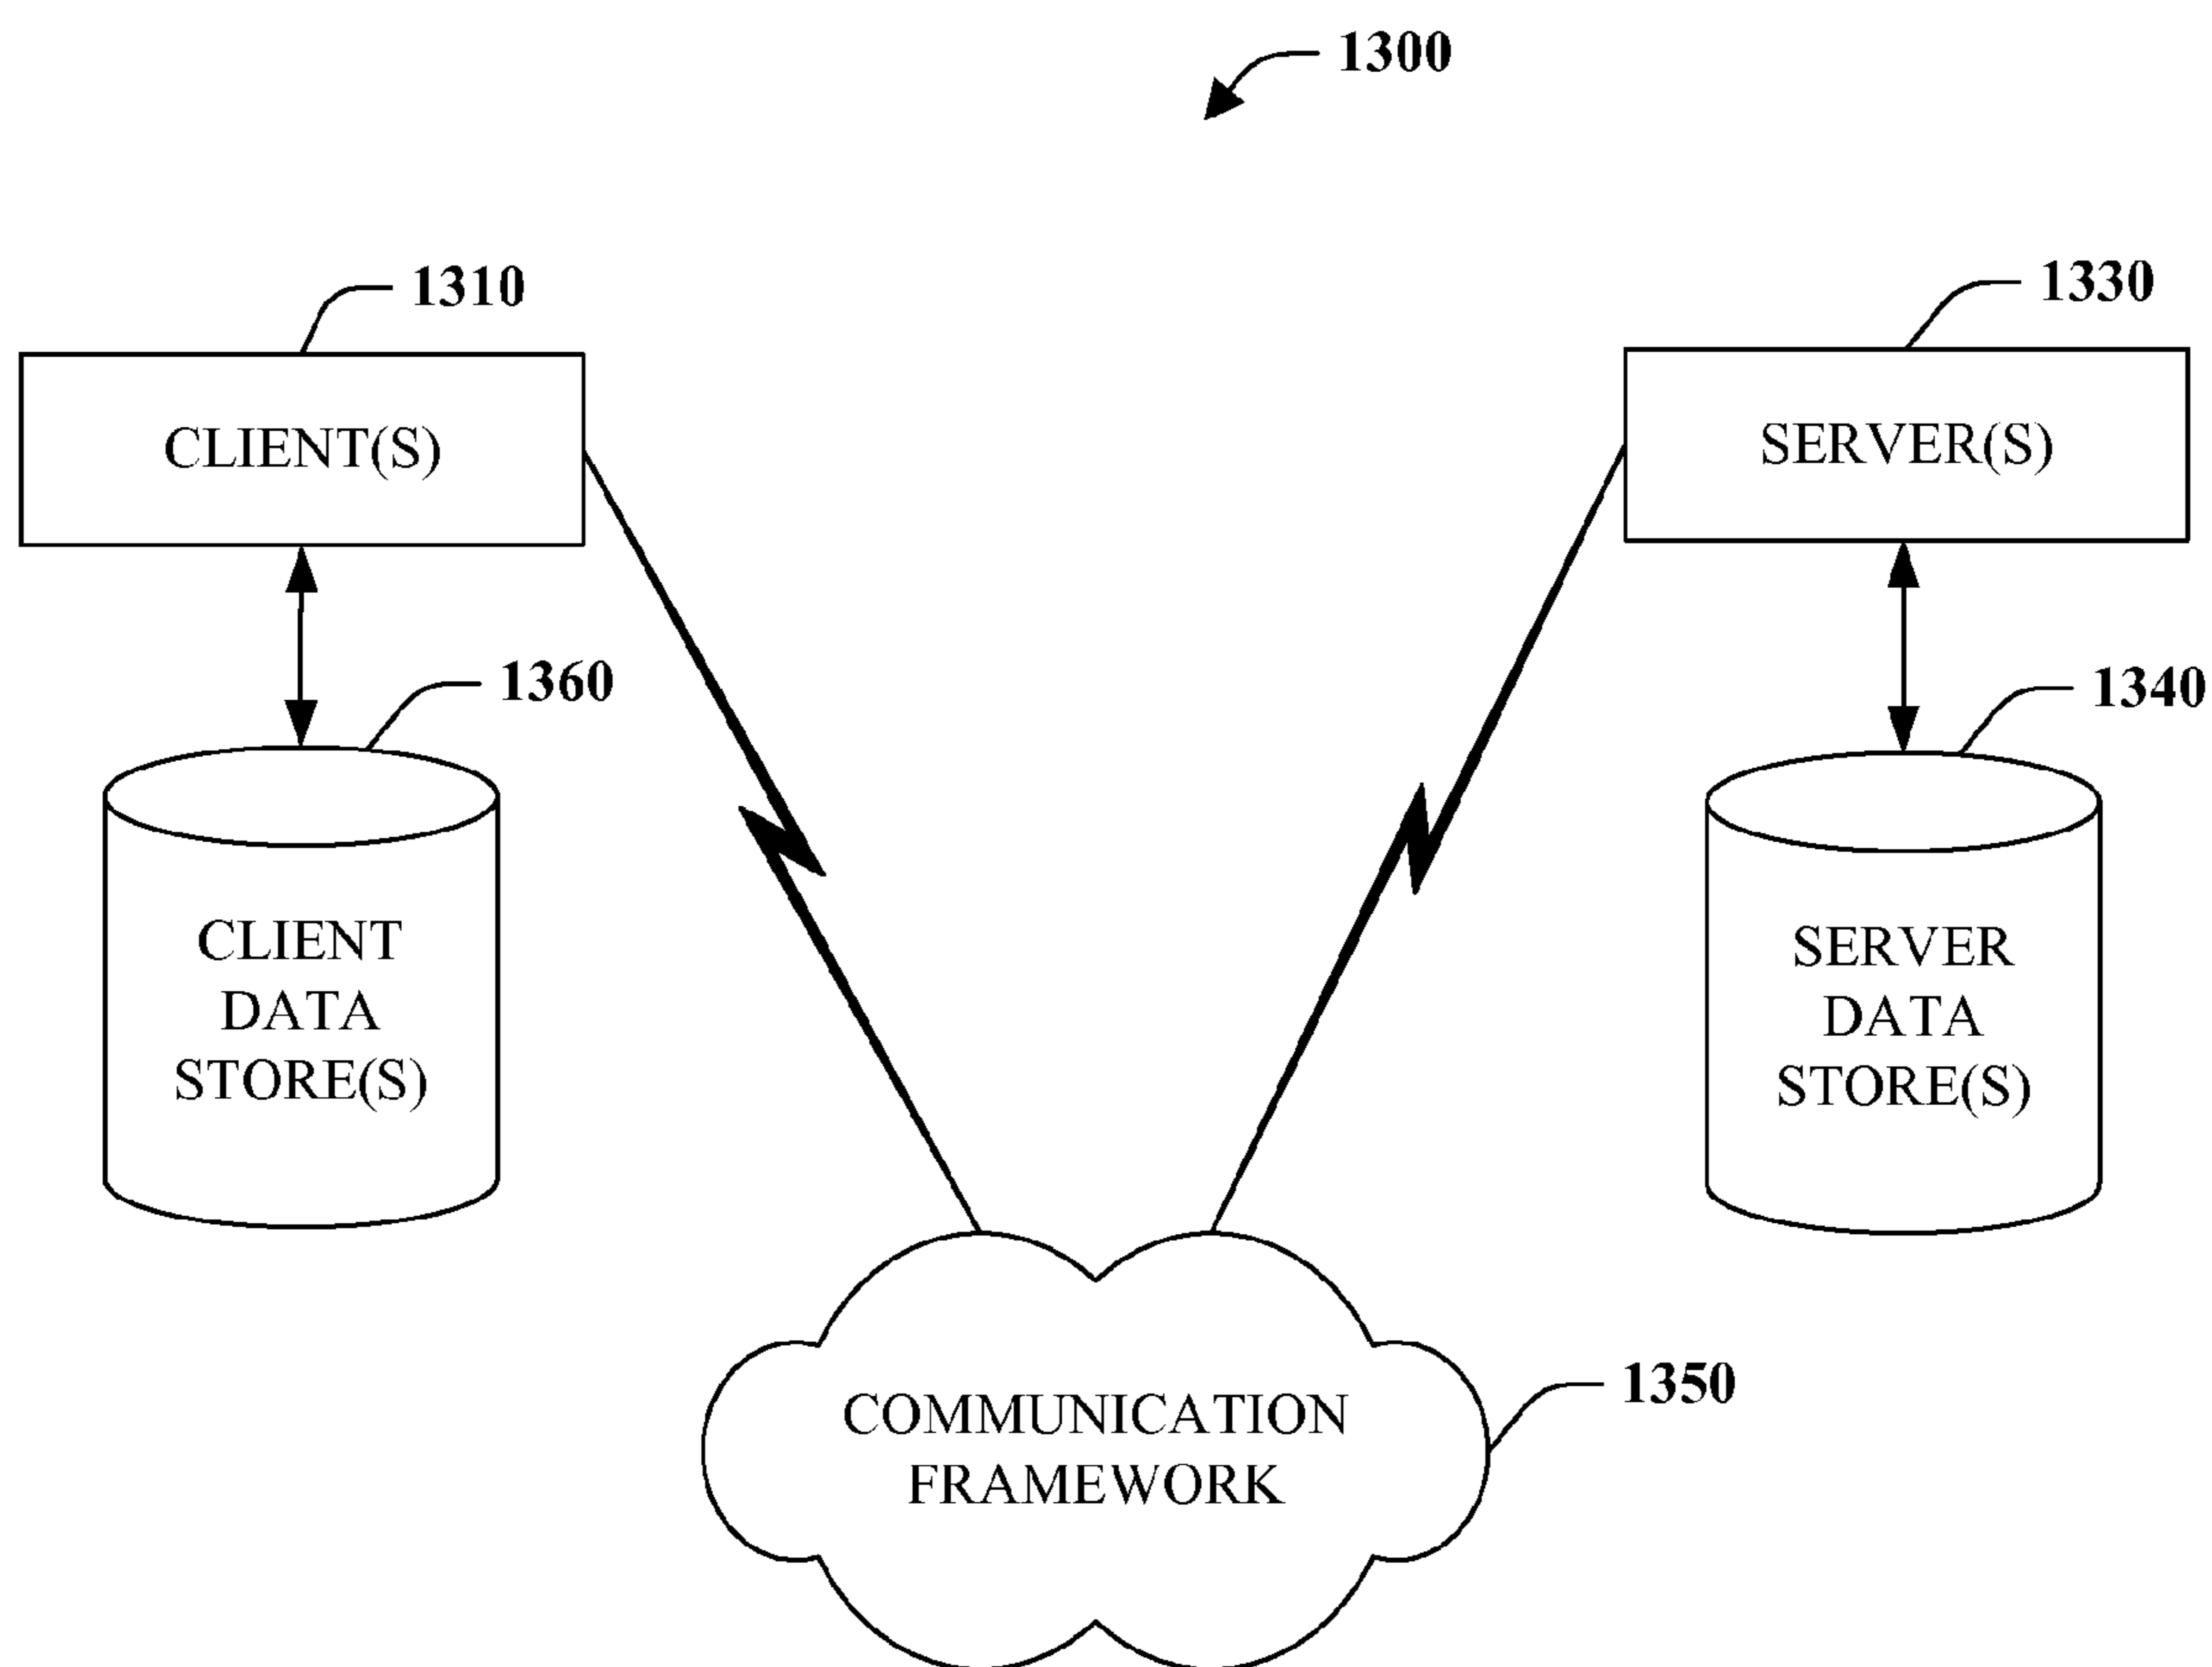 1300
1310
1330
CLIENT(S)
SERVER(S)
1360
1340
CLIENT
DATA
STORE(S)
SERVER
DATA
STORE(S)
1350
COMMUNICATION
FRAMEWORK